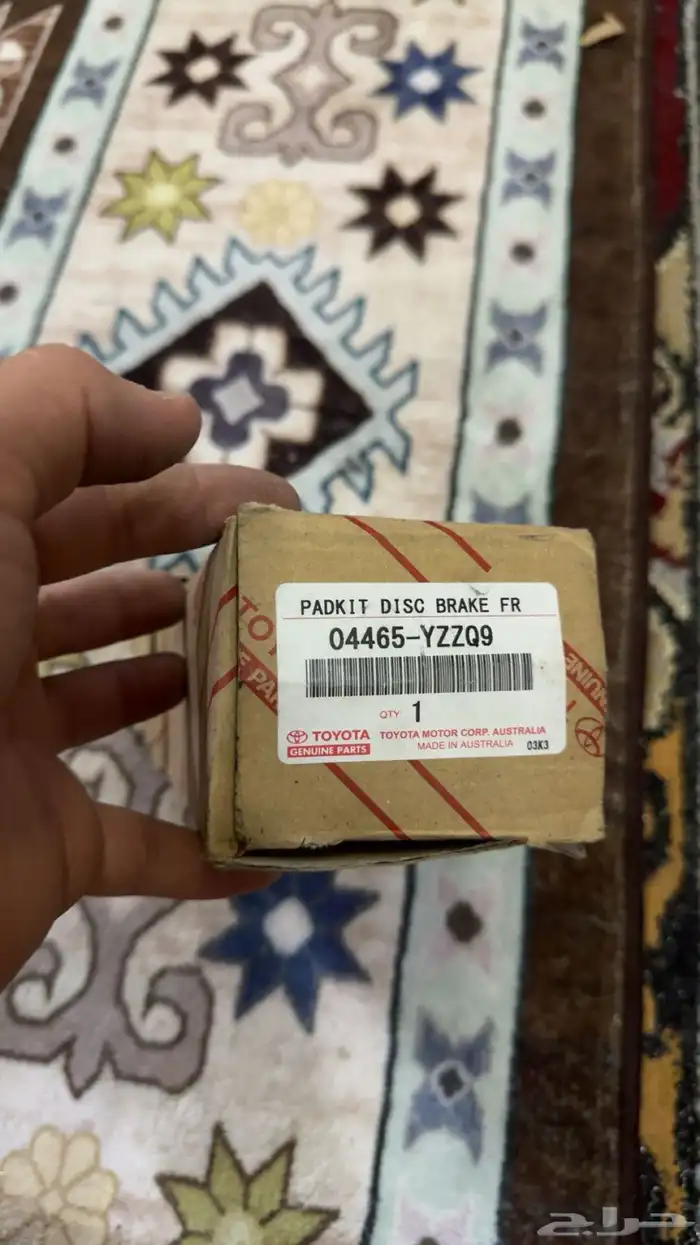 PADKIT DISC BRAKE FR
04465-YZZQ9
QTY 1
TOYOTA TOYOTA MOTOR CORP. AUSTRALIA
GENUINE PARTS MADE IN AUSTRALIA 03K3
حراج